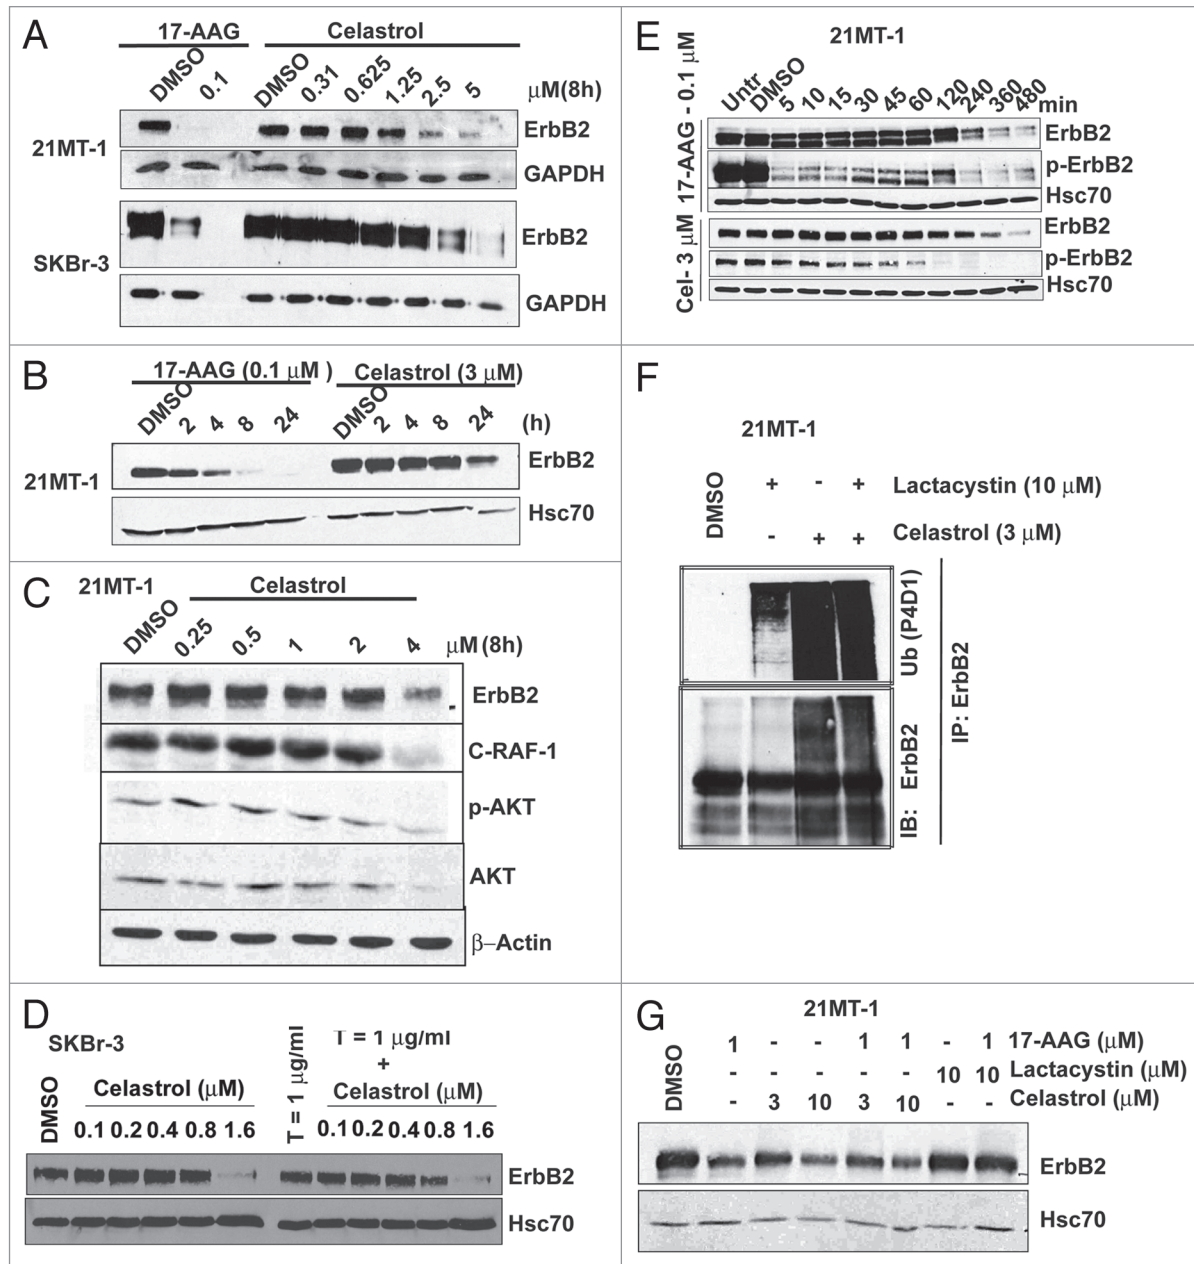 A
17-AAG Celastrol
DMSO 0.1 DMSO 0.31 0.625 1.25 2.5 5 μM(8h)
21MT-1 ErbB2
GAPDH
SKBr-3 ErbB2
GAPDH
B
17-AAG (0.1 μM ) Celastrol (3 μM)
DMSO 2 4 8 24 DMSO 2 4 8 24 (h)
21MT-1 ErbB2
Hsc70
C
21MT-1 Celastrol
DMSO 0.25 0.5 1 2 4 μM (8h)
ErbB2
C-RAF-1
p-AKT
AKT
β–Actin
D
SKBr-3
DMSO
Celastrol (μM)
0.1 0.2 0.4 0.8 1.6
T = 1 μg/ml
T = 1 μg/ml
+
Celastrol (μM)
0.1 0.2 0.4 0.8 1.6
ErbB2
Hsc70
E
21MT-1
Untr DMSO 5 10 15 30 45 60 120 240 360 480 min
17-AAG - 0.1 μM
ErbB2
p-ErbB2
Hsc70
Cel- 3 μM
ErbB2
p-ErbB2
Hsc70
F
21MT-1
DMSO
+ - + Lactacystin (10 μM)
- + + Celastrol (3 μM)
Ub (P4D1)
IB: ErbB2
IP: ErbB2
G
21MT-1
DMSO
1 - - 1 1 - 1 17-AAG (μM)
- - - - - 10 10 Lactacystin (μM)
- 3 10 3 10 - - Celastrol (μM)
ErbB2
Hsc70